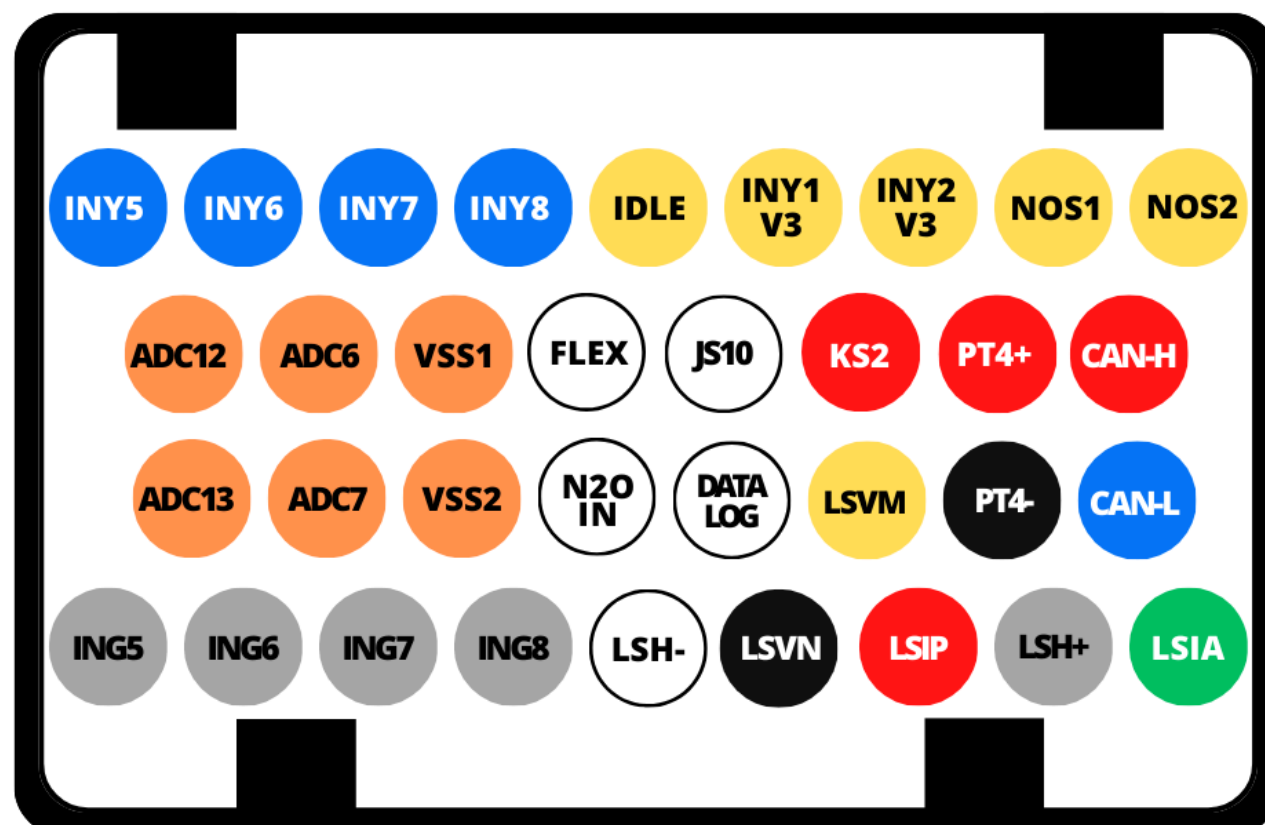 INY5 INY6 INY7 INY8 IDLE INY1 V3 INY2 V3 NOS1 NOS2
ADC12 ADC6 VSS1 FLEX JS10 KS2 PT4+ CAN-H
ADC13 ADC7 VSS2 N2O IN DATA LOG LSVM PT4- CAN-L
ING5 ING6 ING7 ING8 LSH- LSVN LSIP LSH+ LSIA